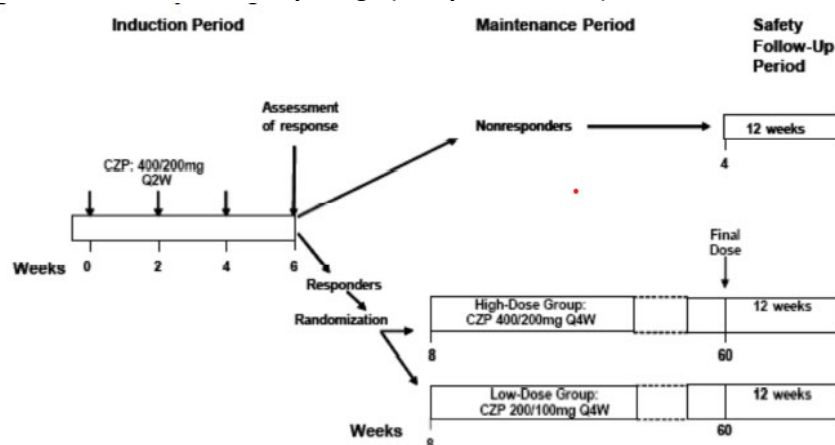 Induction Period
Maintenance Period
Safety
Follow-Up
Period
Assessment
of response
Nonresponders
12 weeks
4
CZP: 400/200mg
Q2W
Weeks 0 2 4 6
Responders
Randomization
Final
Dose
High-Dose Group:
CZP 400/200mg Q4W
12 weeks
8
60
Low-Dose Group:
CZP 200/100mg Q4W
12 weeks
Weeks
8
60